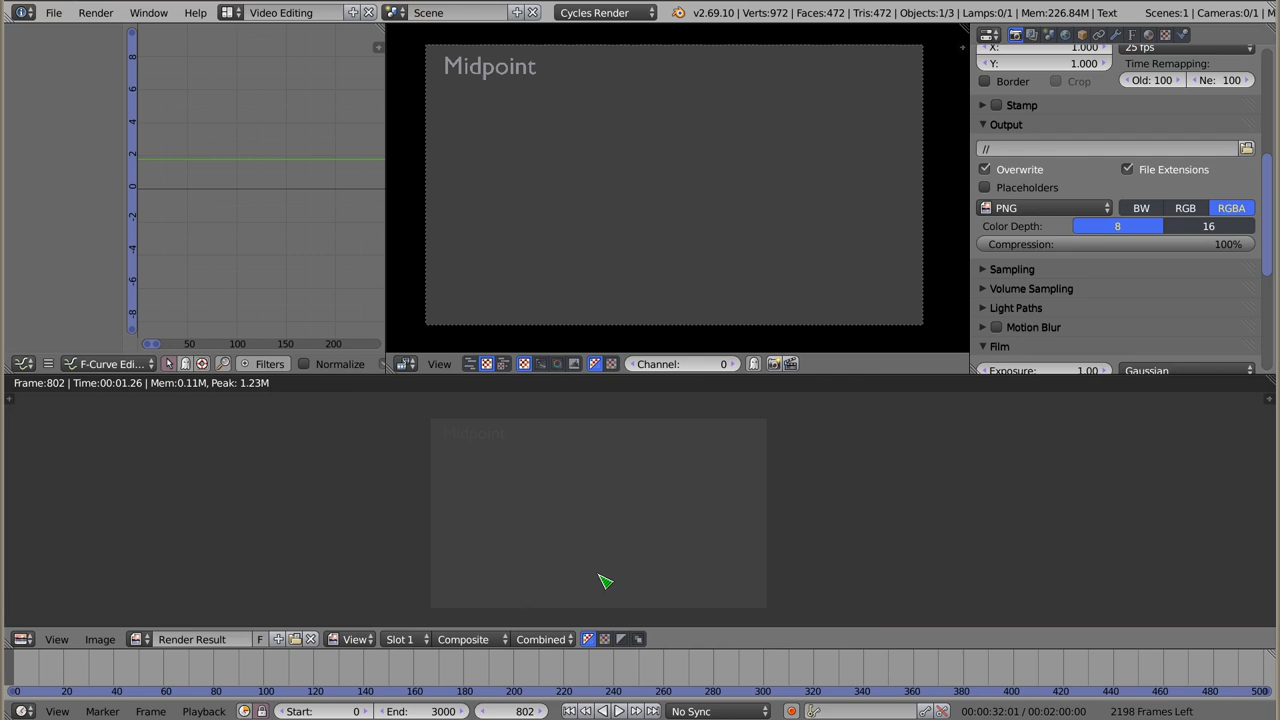 File Render Window Help Video Editing Scene Cycles Render v2.69.10 | Verts:972 | Faces:472 | Tris:472 | Objects:1/3 | Lamps:0/1 | Mem:226.84M | Text Scenes:1 | Cameras:0/1 | M
8
6
4
2
0
-2
-4
-6
-8
50 100 150 200
F-Curve Edi... Filters Normalize
Midpoint
View Channel: 0
X: 1.000 25 fps
Y: 1.000 Time Remapping:
Border Crop Old: 100 Ne: 100
Stamp
Output
//
Overwrite File Extensions
Placeholders
PNG BW RGB RGBA
Color Depth: 8 16
Compression: 100%
Sampling
Volume Sampling
Light Paths
Motion Blur
Film
Exposure: 1.00 Gaussian
Frame:802 | Time:00:01.26 | Mem:0.11M, Peak: 1.23M
Midpoint
View Image Render Result F View Slot 1 Composite Combined
0 20 40 60 80 100 120 140 160 180 200 220 240 260 280 300 320 340 360 380 400 420 440 460 480 500
View Marker Frame Playback Start: 0 End: 3000 802 No Sync 00:00:32:01 / 00:02:00:00 2198 Frames Left